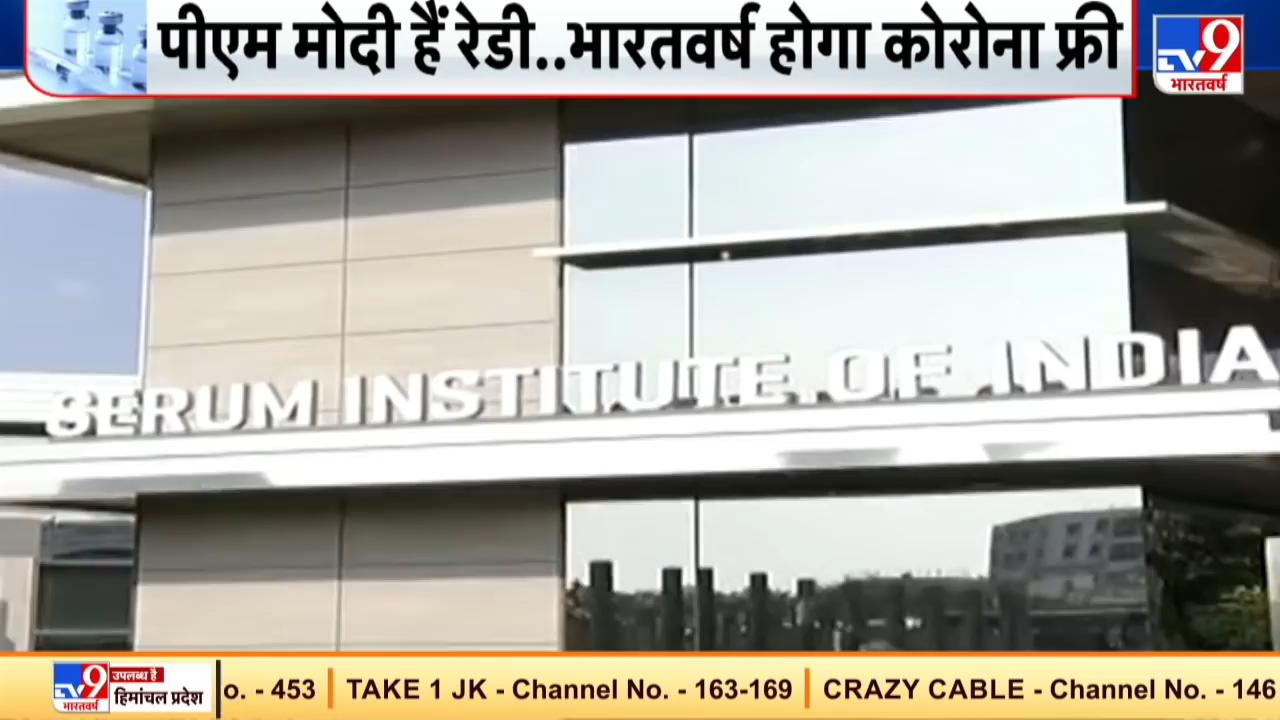 पीएम मोदी हैं रेडी..भारतवर्ष होगा कोरोना फ्री
TV9
भारतवर्ष
SERUM INSTITUTE OF INDIA
TV9
भारतवर्ष
उपलब्ध है
हिमांचल प्रदेश
o. - 453 | TAKE 1 JK - Channel No. - 163-169 | CRAZY CABLE - Channel No. - 146